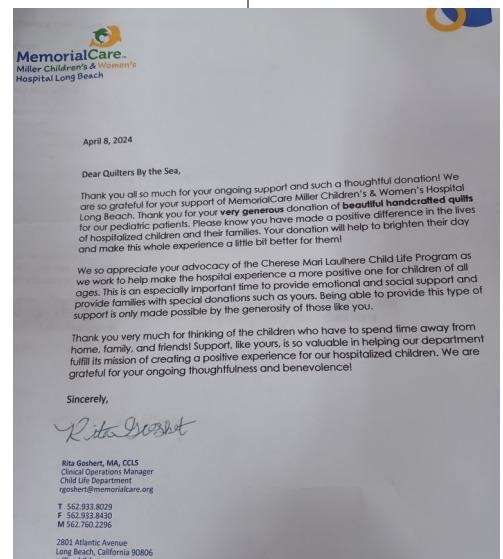 MemorialCare™
Miller Children's & Women's
Hospital Long Beach
April 8, 2024
Dear Quilters By the Sea,
Thank you all so much for your ongoing support and such a thoughtful donation! We
are so grateful for your support of MemorialCare Miller Children's & Women's Hospital
Long Beach. Thank you for your very generous donation of beautiful handcrafted quilts
for our pediatric patients. Please know you have made a positive difference in the lives
of hospitalized children and their families. Your donation will help to brighten their day
and make this whole experience a little bit better for them!
We so appreciate your advocacy of the Cherese Mari Laulhere Child Life Program as
we work to help make the hospital experience a more positive one for children of all
ages. This is an especially important time to provide emotional and social support and
provide families with special donations such as yours. Being able to provide this type of
support is only made possible by the generosity of those like you.
Thank you very much for thinking of the children who have to spend time away from
home, family, and friends! Support, like yours, is so valuable in helping our department
fulfill its mission of creating a positive experience for our hospitalized children. We are
grateful for your ongoing thoughtfulness and benevolence!
Sincerely,
Rita Goshert
Rita Goshert, MA, CCLS
Clinical Operations Manager
Child Life Department
rgoshert@memorialcare.org
T 562.933.8029
F 562.933.8430
M 562.760.2296
2801 Atlantic Avenue
Long Beach, California 90806